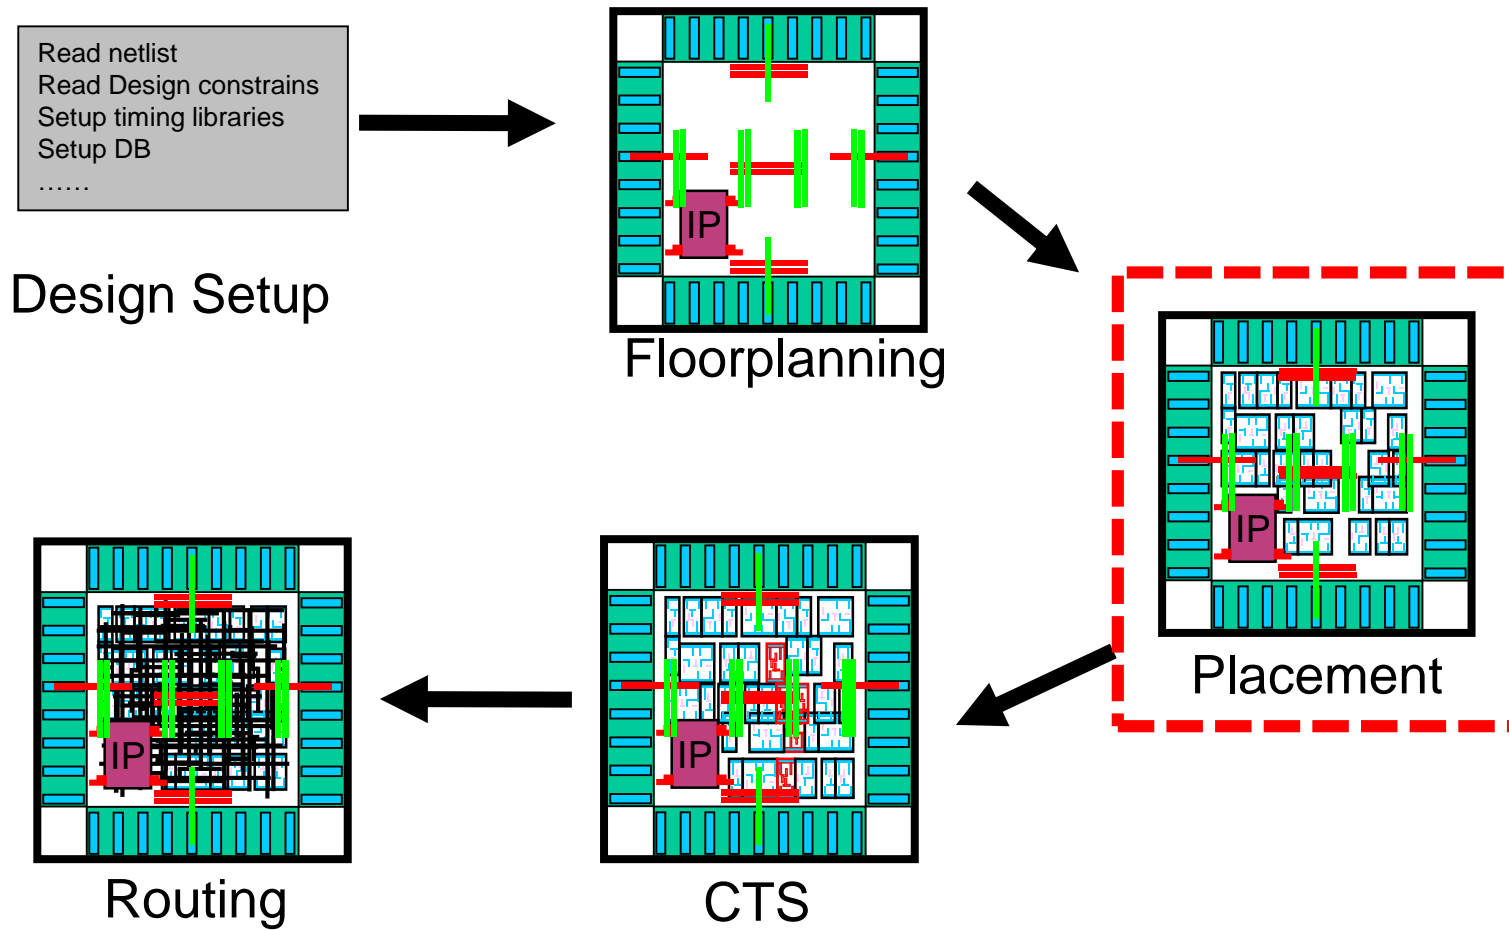 Read netlist
Read Design constrains
Setup timing libraries
Setup DB
……
Design Setup
IP
Floorplanning
IP
Placement
IP
Routing
IP
CTS